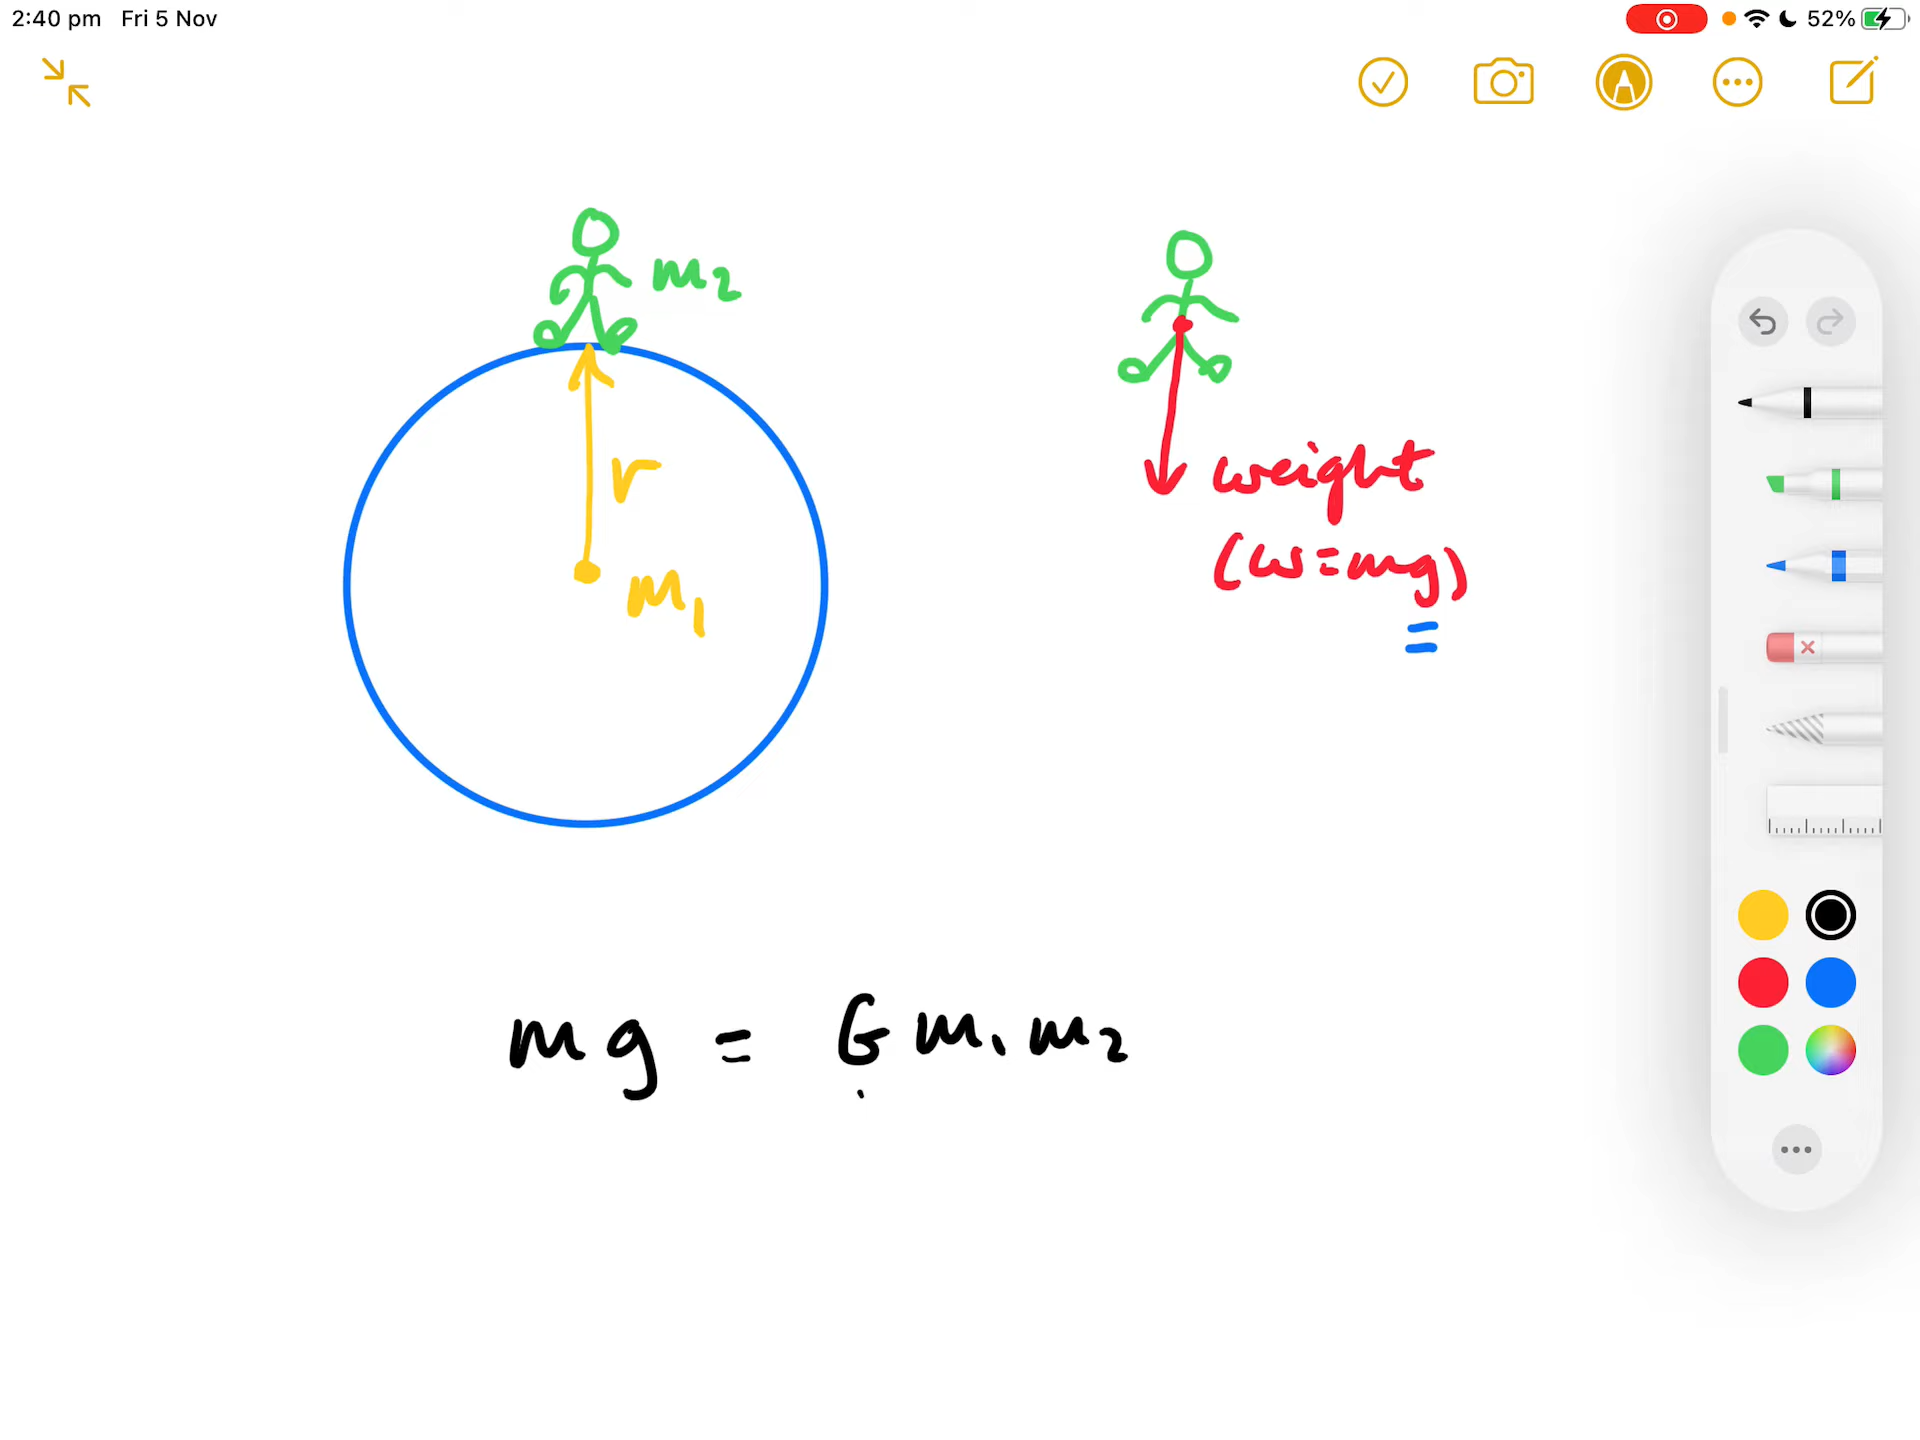 2:40 pm Fri 5 Nov
52%
m2
r
m1
weight
(w=mg)
=
mg = Gm1m2